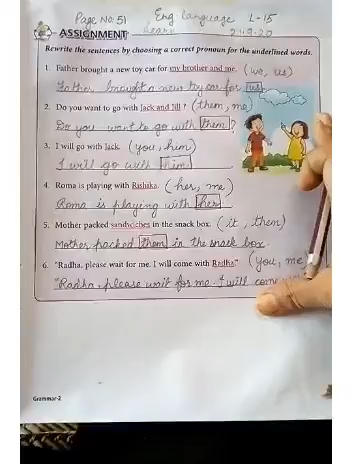 Page No: 51 Eng language L-15
ASSIGNMENT Learn 24.9.20
Rewrite the sentences by choosing a correct pronoun for the underlined words.
1. Father brought a new toy car for my brother and me. (we, us)
Father brought a new toy car for us.
2. Do you want to go with Jack and Jill ? (them, me)
Do you want to go with them ?
3. I will go with Jack. (you, him)
I will go with him
4. Roma is playing with Rishika. (her, me)
Roma is playing with her
5. Mother packed sandwiches in the snack box. (it, them)
Mother packed them in the snack box.
6. "Radha, please wait for me. I will come with Radha." (you, me
"Radha, please wait for me. I will come
Grammar-2